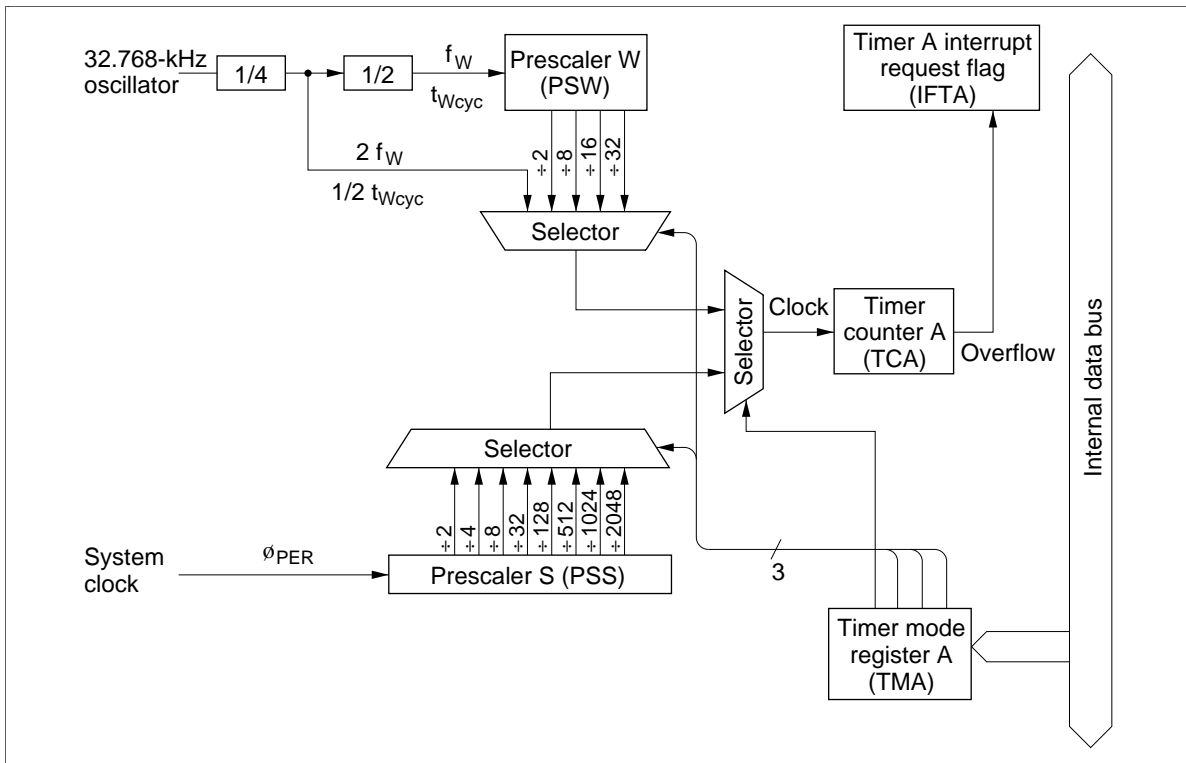 32.768-kHz
oscillator
1/4
1/2
fW
tWcyc
Prescaler W
(PSW)
2 fW
1/2 tWcyc
÷2
÷8
÷16
÷32
Selector
Timer A interrupt
request flag
(IFTA)
Selector
Clock
Timer
counter A
(TCA)
Overflow
Internal data bus
Selector
÷2
÷4
÷8
÷32
÷128
÷512
÷1024
÷2048
System
clock
øPER
Prescaler S (PSS)
3
Timer mode
register A
(TMA)